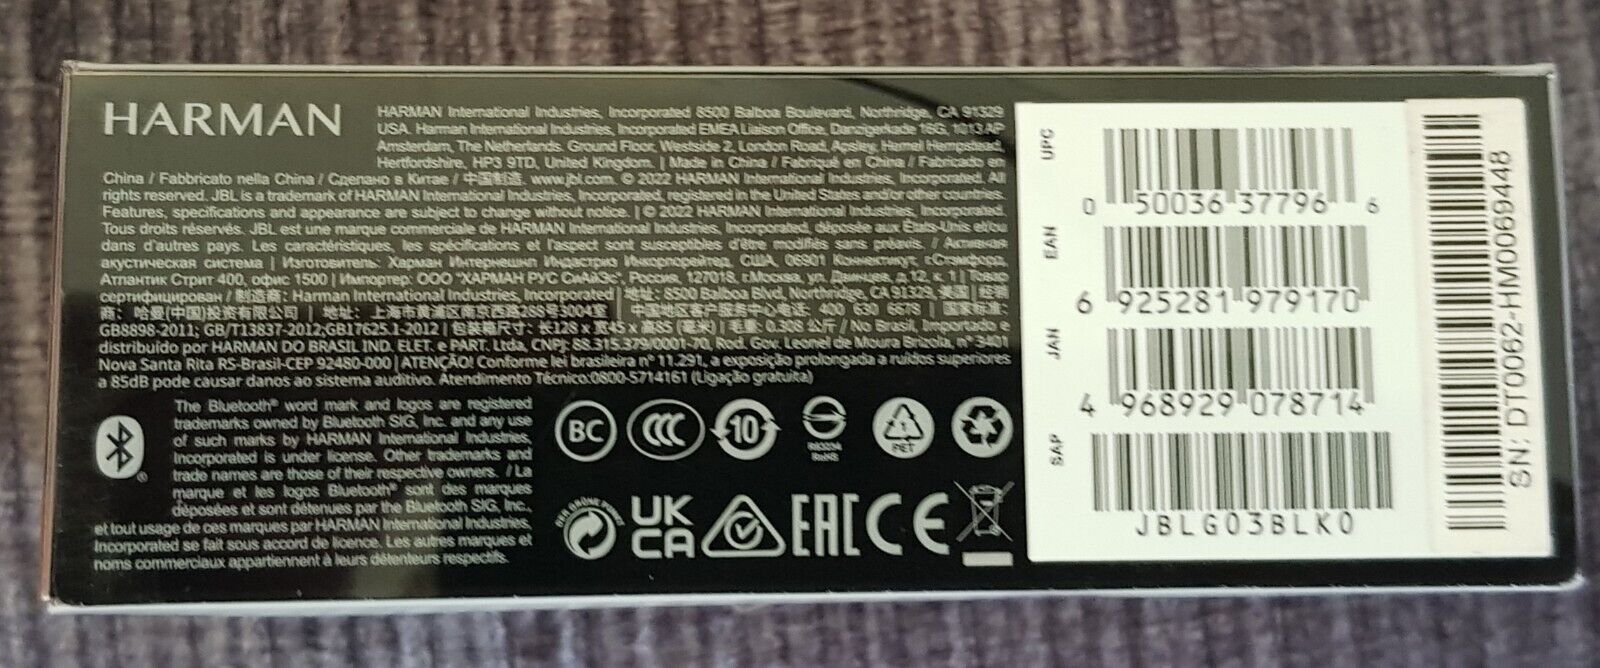 HARMAN
HARMAN International Industries, Incorporated 8500 Balboa Boulevard, Northridge, CA 91329
USA. Harman International Industries, Incorporated EMEA Liaison Office, Danzigerkade 16G, 1013 AP
Amsterdam, The Netherlands. Ground Floor, Westside 2, London Road, Apsley, Hemel Hempstead,
Hertfordshire, HP3 9TD, United Kingdom. | Made in China / Fabriqué en China / Fabricado en
China / Fabbricato nella China / Сделано в Китае / 中国制造. www.jbl.com. © 2022 HARMAN International Industries, Incorporated. All
rights reserved. JBL is a trademark of HARMAN International Industries, Incorporated, registered in the United States and/or other countries.
Features, specifications and appearance are subject to change without notice. | © 2022 HARMAN International Industries, Incorporated.
Tous droits réservés. JBL est une marque commerciale de HARMAN International Industries, Incorporated, déposée aux États-Unis et/ou
dans d'autres pays. Les caractéristiques, les spécifications et l'aspect sont susceptibles d'être modifiés sans préavis. / Активная
акустическая система | Изготовитель: Харман Интернешнл Индастриз Инкорпорейтед, США, 06901 Коннектикут, г.Стэмфорд,
Атлантик Стрит 400, офис 1500 | Импортер: ООО "ХАРМАН РУС СиАйЭс", Россия, 127018, г.Москва, ул. Двинцев, д.12, к. 1 | Товар
сертифицирован / 制造商: Harman International Industries, Incorporated | 地址: 8500 Balboa Blvd, Northridge, CA 91329, 美国 | 经销
商: 哈曼(中国)投资有限公司 | 地址: 上海市黄浦区南京西路288号3004室 | 中国地区客户服务中心电话: 400 630 6678 | 国家标准:
GB8898-2011; GB/T13837-2012;GB17625.1-2012 | 包装箱尺寸: 长128 x 宽45 x 高85 (毫米) | 毛重: 0.308 公斤 / No Brasil, Importado e
distribuído por HARMAN DO BRASIL IND. ELET. e PART. Ltda, CNPJ: 88.315.379/0001-70, Rod. Gov. Leonel de Moura Brizola, n° 3401
Nova Santa Rita RS-Brasil-CEP 92480-000 | ATENÇÃO! Conforme lei brasileira n° 11.291, a exposição prolongada a ruídos superiores
a 85dB pode causar danos ao sistema auditivo. Atendimento Técnico:0800-5714161 (Ligação gratuita)
The Bluetooth® word mark and logos are registered
trademarks owned by Bluetooth SIG, Inc. and any use
of such marks by HARMAN International Industries,
Incorporated is under license. Other trademarks and
trade names are those of their respective owners. / La
marque et les logos Bluetooth® sont des marques
déposées et sont détenues par the Bluetooth SIG, Inc.,
et tout usage de ces marques par HARMAN International Industries,
Incorporated se fait sous accord de licence. Les autres marques et
noms commerciaux appartiennent à leurs détenteurs respectifs.
BC
CCC
10
RoHS
PET
DER GRÜNE PUNKT
UK
CA
EAC
CE
UPC
0 50036 37796 6
EAN
6 925281 979170
JAN
4 968929 078714
SAP
JBLGO3BLK0
SN: DT0062-HM0069448